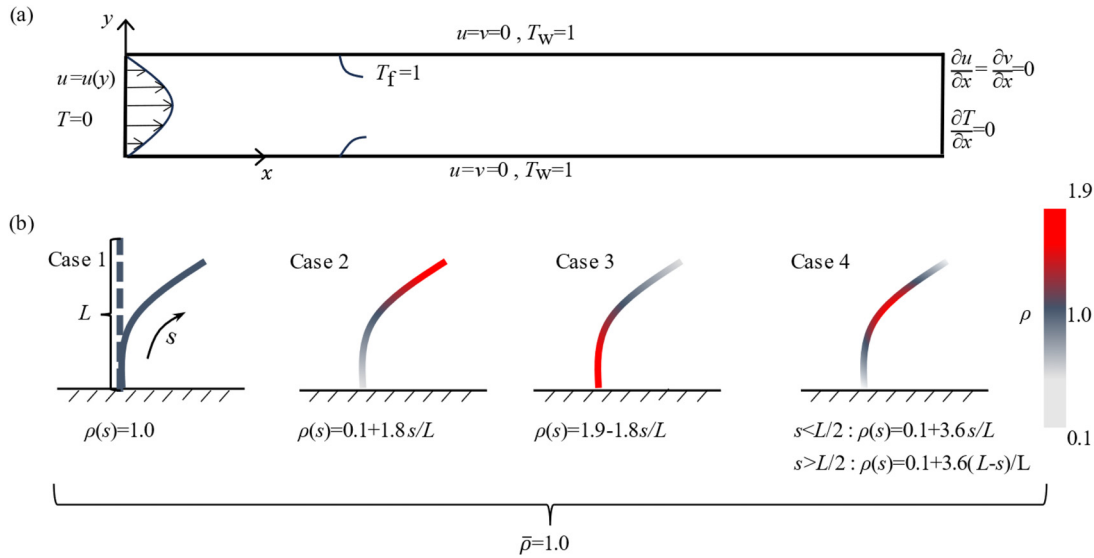 (a)
y
u=v=0 , Tw=1
u=u(y)
T=0
Tf=1
∂u/∂x=∂v/∂x=0
∂T/∂x=0
x
u=v=0 , Tw=1
(b)
Case 1
L
s
ρ(s)=1.0
Case 2
ρ(s)=0.1+1.8s/L
Case 3
ρ(s)=1.9-1.8s/L
Case 4
s<L/2 : ρ(s)=0.1+3.6s/L
s>L/2 : ρ(s)=0.1+3.6(L-s)/L
1.9
ρ
1.0
0.1
ρ̄=1.0